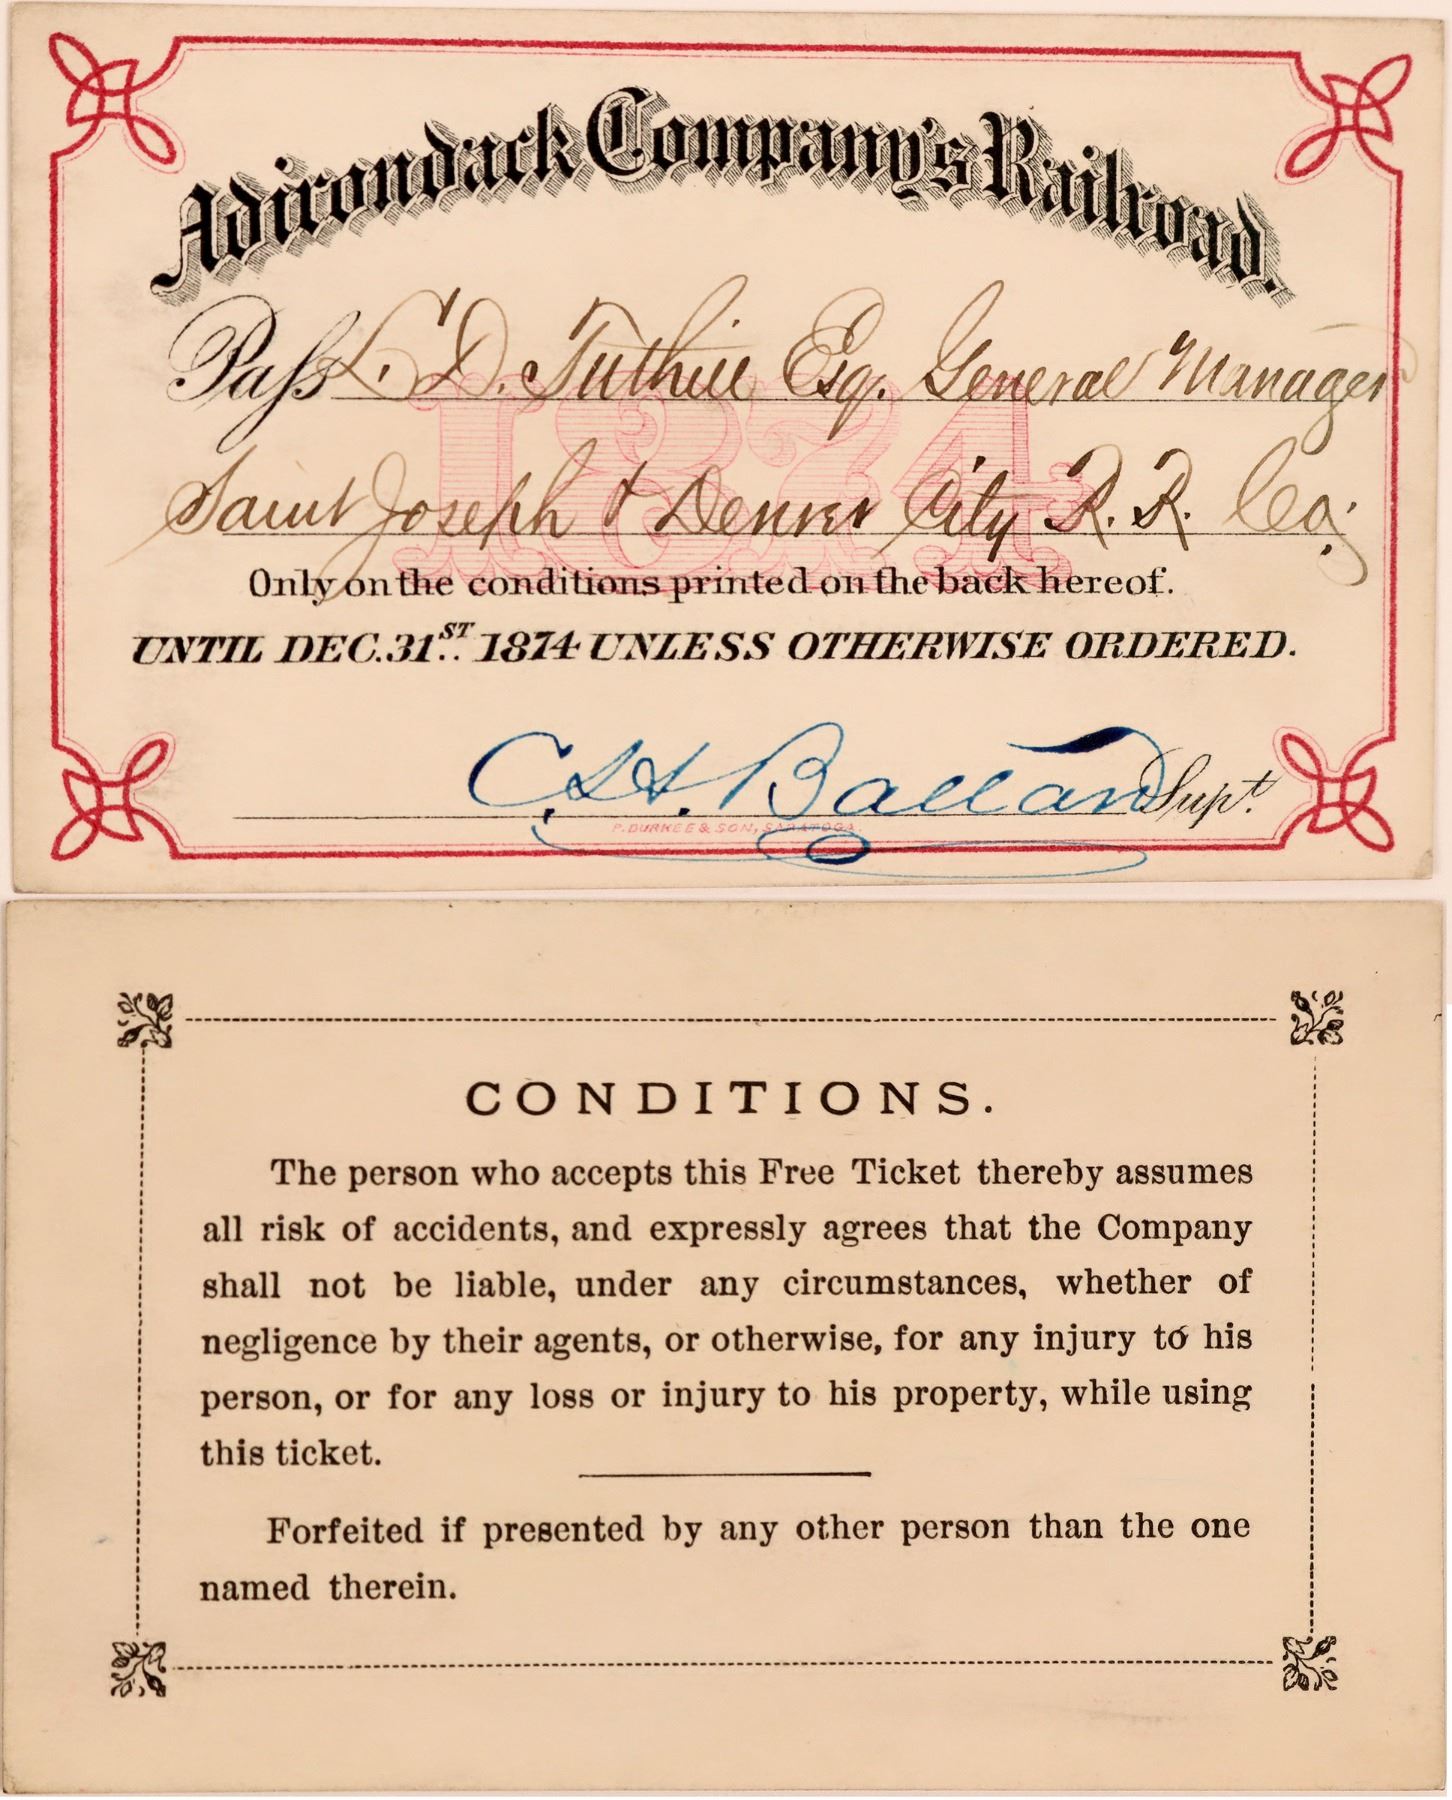 Adirondack Company's Railroad.
Pass L. D. Tuthill Esq. General Manager
1874
Saint Joseph & Denver City R. R. Co.
Only on the conditions printed on the back hereof.
UNTIL DEC. 31ST. 1874 UNLESS OTHERWISE ORDERED.
C. H. Ballard Supt.
P. DURKEE & SON, SARATOGA.
CONDITIONS.
The person who accepts this Free Ticket thereby assumes
all risk of accidents, and expressly agrees that the Company
shall not be liable, under any circumstances, whether of
negligence by their agents, or otherwise, for any injury to his
person, or for any loss or injury to his property, while using
this ticket.
Forfeited if presented by any other person than the one
named therein.